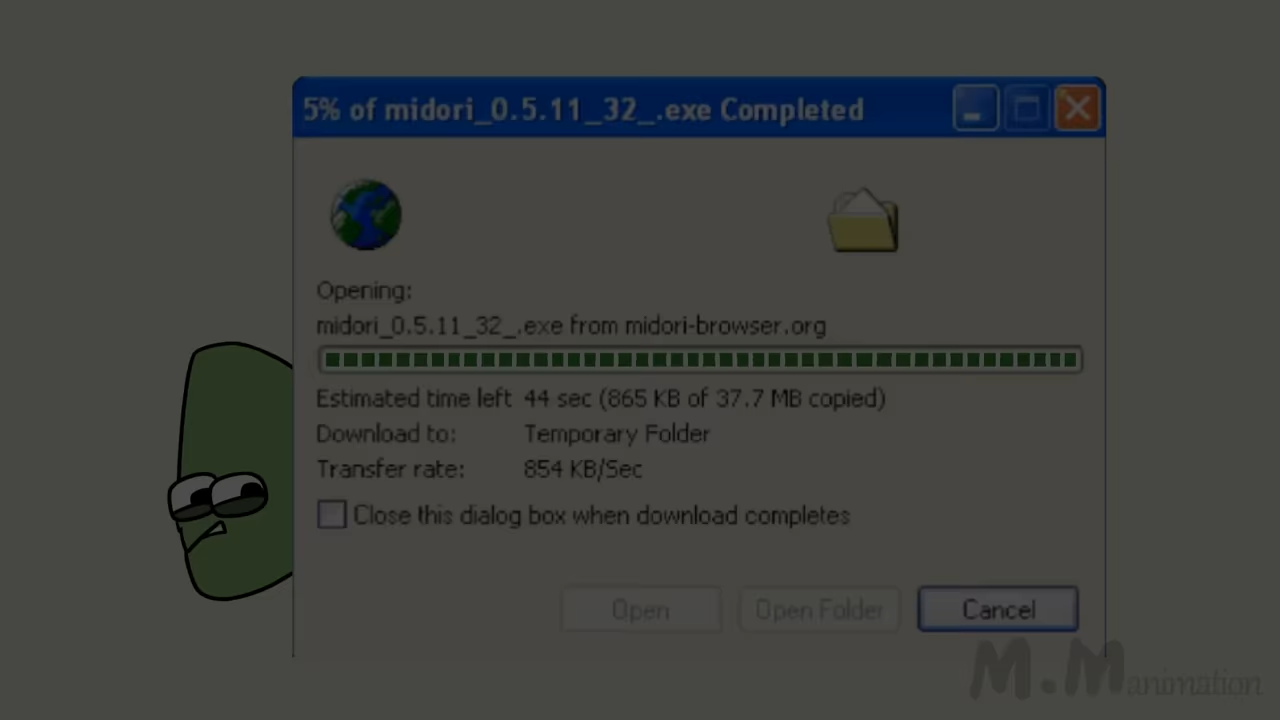 5% of midori_0.5.11_32_.exe Completed
Opening:
midori_0.5.11_32_.exe from midori-browser.org
Estimated time left 44 sec (865 KB of 37.7 MB copied)
Download to: Temporary Folder
Transfer rate: 854 KB/Sec
Close this dialog box when download completes
Open Open Folder Cancel
M.Manimation